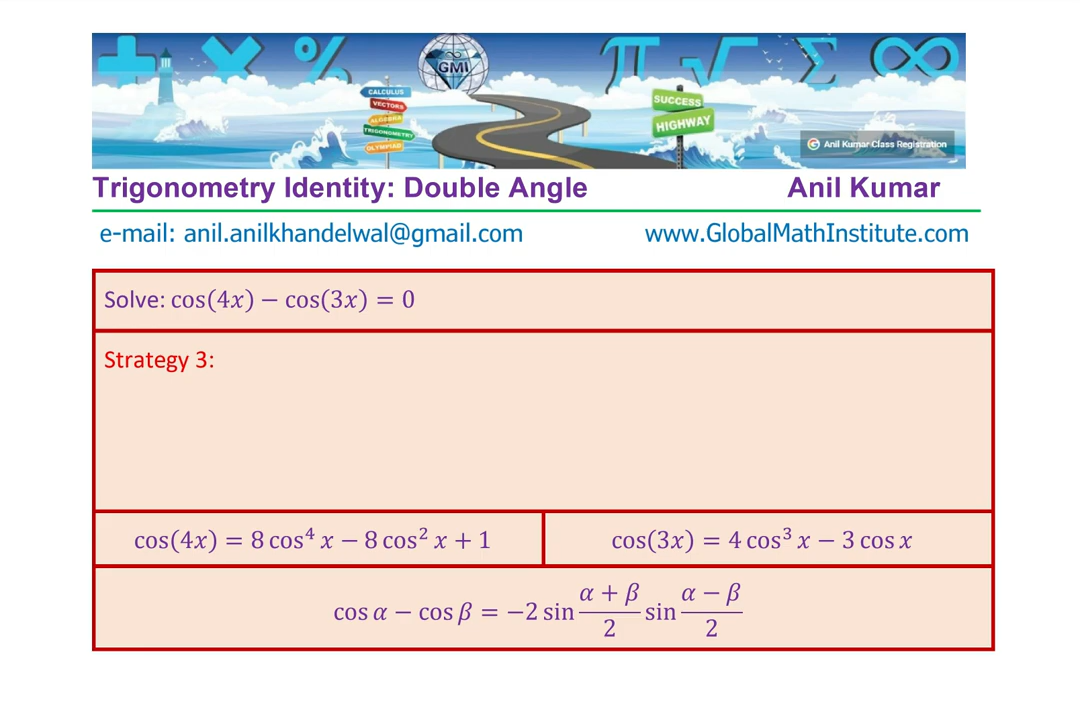 GMI
CALCULUS
VECTORS
ALGEBRA
TRIGONOMETRY
OLYMPIAD
SUCCESS
HIGHWAY
Anil Kumar Class Registration
Trigonometry Identity: Double Angle Anil Kumar
e-mail: anil.anilkhandelwal@gmail.com www.GlobalMathInstitute.com
Solve: cos(4𝑥) − cos(3𝑥) = 0
Strategy 3:
cos(4𝑥) = 8 cos⁴ 𝑥 − 8 cos² 𝑥 + 1 cos(3𝑥) = 4 cos³ 𝑥 − 3 cos 𝑥
cos 𝛼 − cos 𝛽 = −2 sin (𝛼 + 𝛽)/2 sin (𝛼 − 𝛽)/2